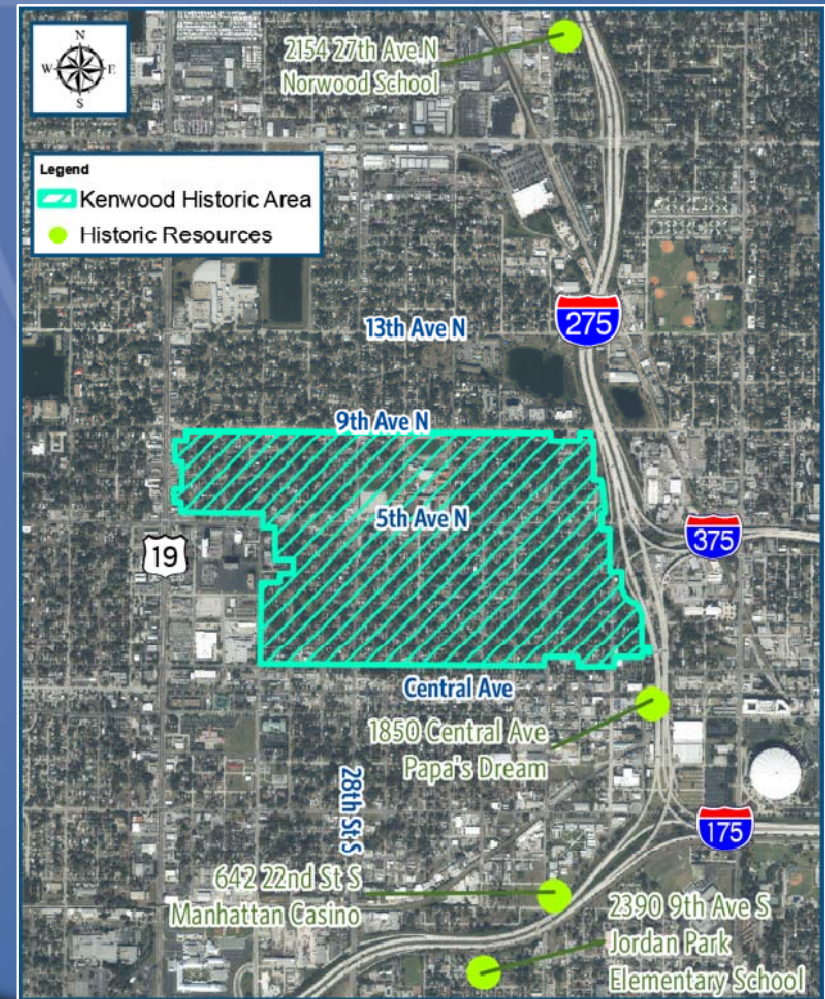 N
W E
S
2154 27th Ave N
Norwood School
Legend
Kenwood Historic Area
Historic Resources
275
13th Ave N
9th Ave N
5th Ave N
19
375
Central Ave
1850 Central Ave
Papa's Dream
28th St S
175
642 22nd St S
Manhattan Casino
2390 9th Ave S
Jordan Park
Elementary School